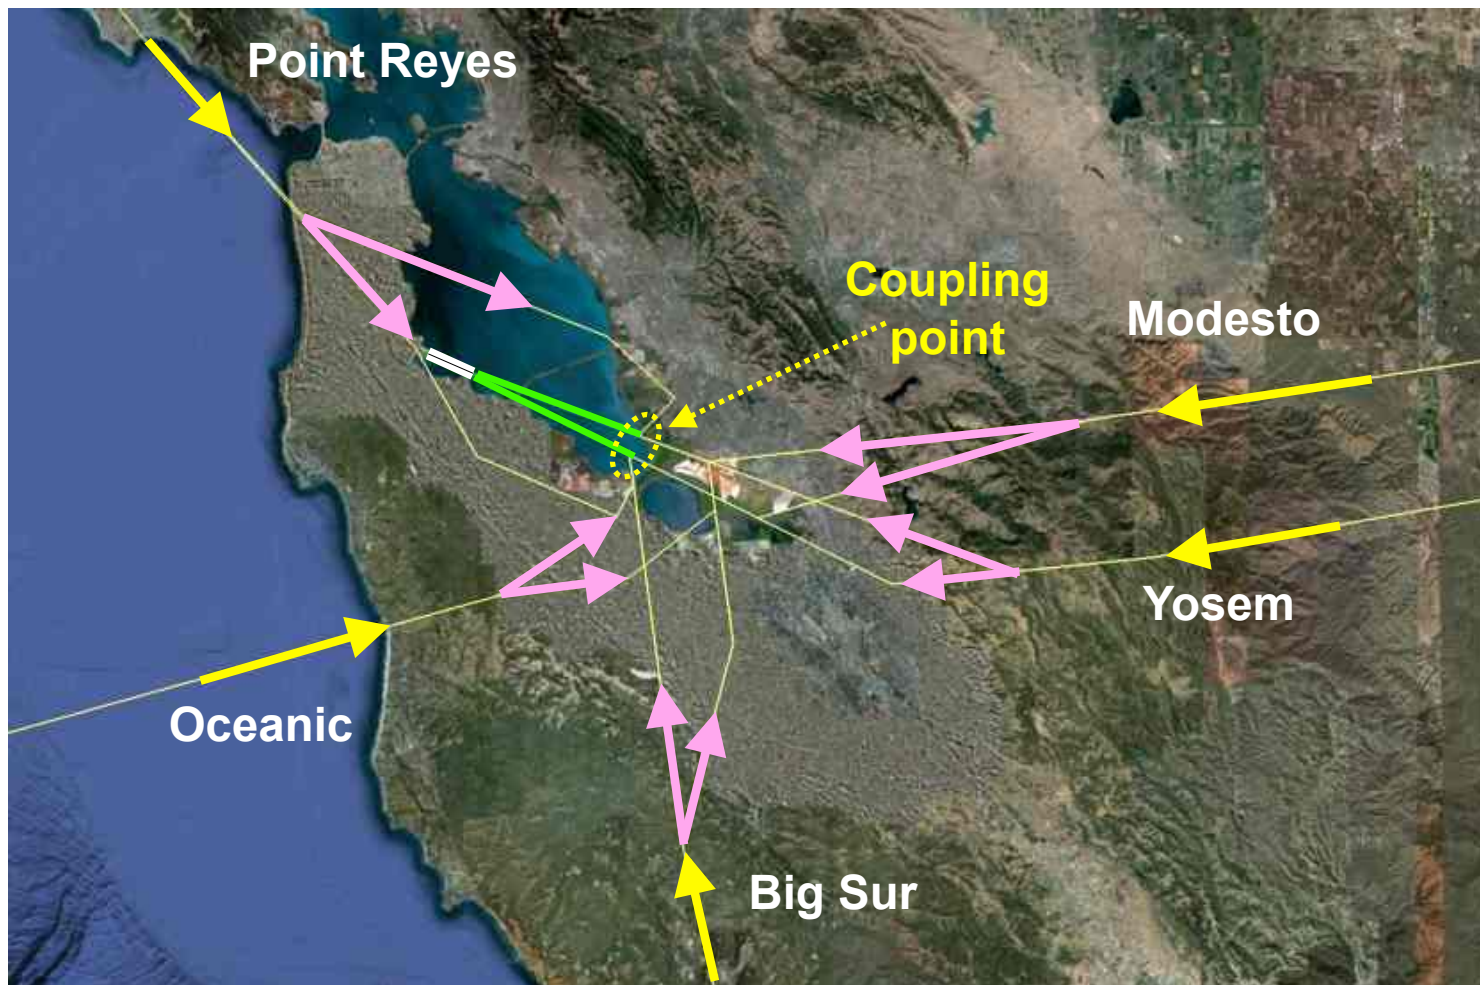 Point Reyes
Coupling
point
Modesto
Yosem
Oceanic
Big Sur